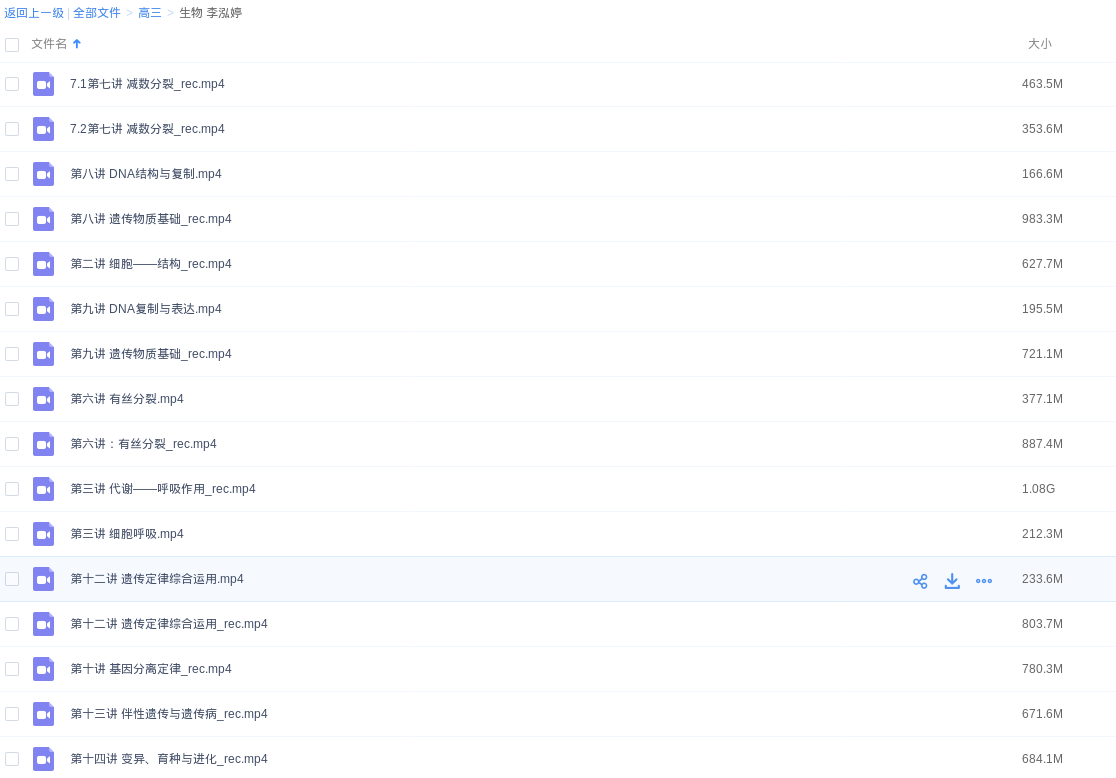 返回上一级 | 全部文件 > 高三 > 生物 李泓婷
文件名 大小
7.1第七讲 减数分裂_rec.mp4 463.5M
7.2第七讲 减数分裂_rec.mp4 353.6M
第八讲 DNA结构与复制.mp4 166.6M
第八讲 遗传物质基础_rec.mp4 983.3M
第二讲 细胞——结构_rec.mp4 627.7M
第九讲 DNA复制与表达.mp4 195.5M
第九讲 遗传物质基础_rec.mp4 721.1M
第六讲 有丝分裂.mp4 377.1M
第六讲：有丝分裂_rec.mp4 887.4M
第三讲 代谢——呼吸作用_rec.mp4 1.08G
第三讲 细胞呼吸.mp4 212.3M
第十二讲 遗传定律综合运用.mp4 233.6M
第十二讲 遗传定律综合运用_rec.mp4 803.7M
第十讲 基因分离定律_rec.mp4 780.3M
第十三讲 伴性遗传与遗传病_rec.mp4 671.6M
第十四讲 变异、育种与进化_rec.mp4 684.1M